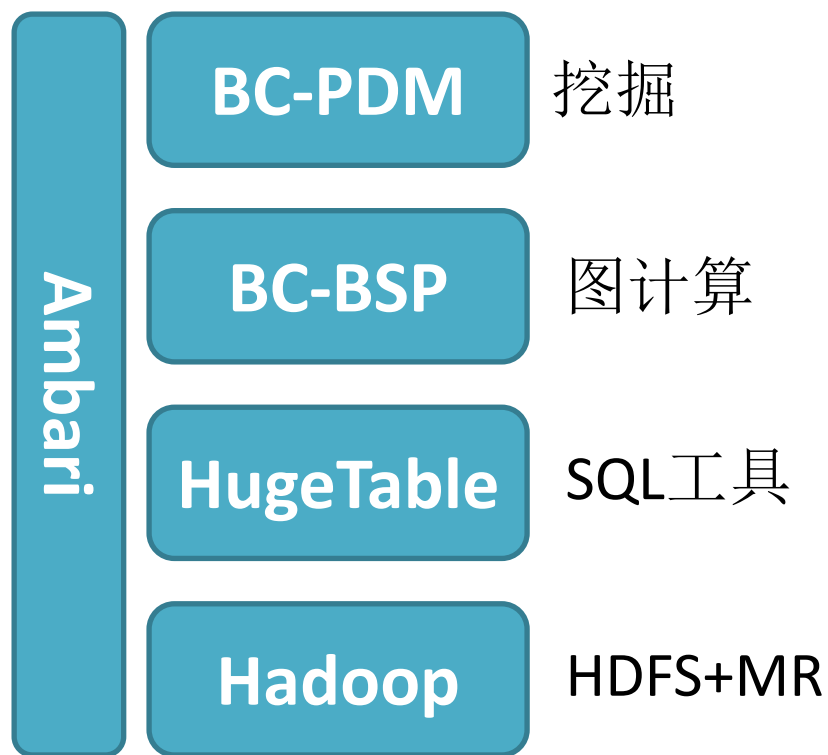 Ambari
BC-PDM
挖掘
BC-BSP
图计算
HugeTable
SQL工具
Hadoop
HDFS+MR